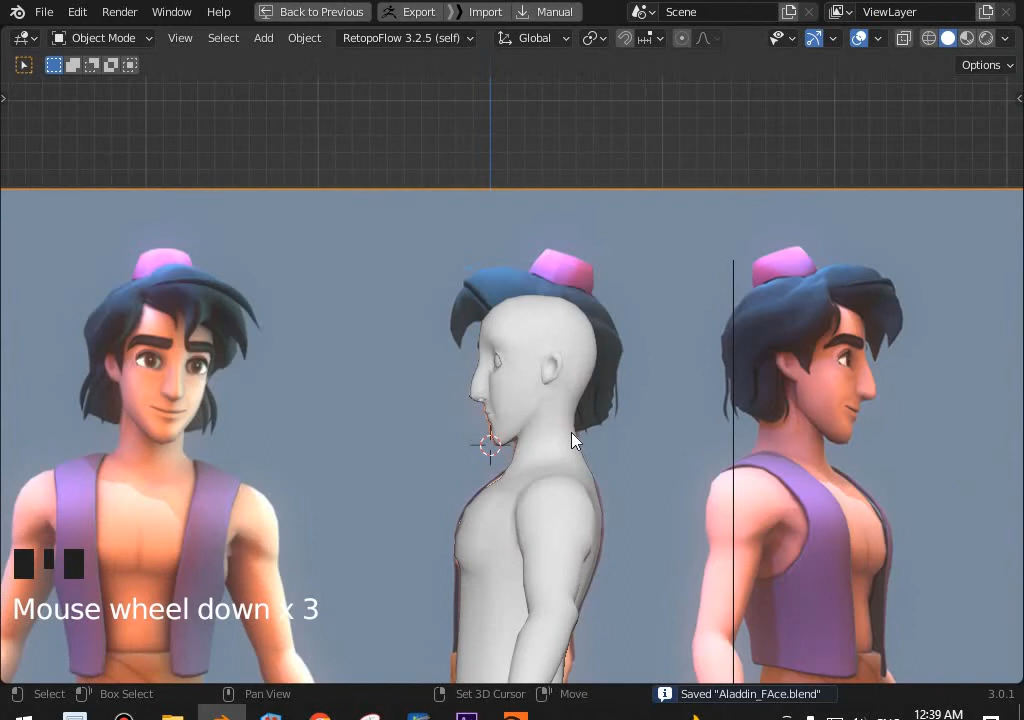 File Edit Render Window Help Back to Previous Export Import Manual Scene ViewLayer
Object Mode View Select Add Object RetopoFlow 3.2.5 (self) Global
Options
Mouse wheel down x 3
Select Box Select Pan View Set 3D Cursor Move Saved "Aladdin_FAce.blend" 3.0.1
12:39 AM